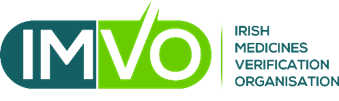 IMVO
IRISH
MEDICINES
VERIFICATION
ORGANISATION